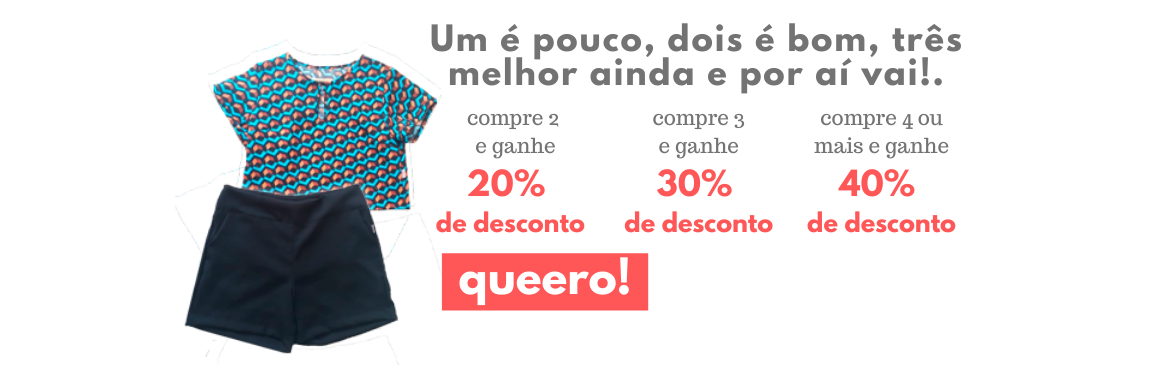 Um é pouco, dois é bom, três
melhor ainda e por aí vai!.
compre 2
e ganhe
20%
de desconto
compre 3
e ganhe
30%
de desconto
compre 4 ou
mais e ganhe
40%
de desconto
queero!